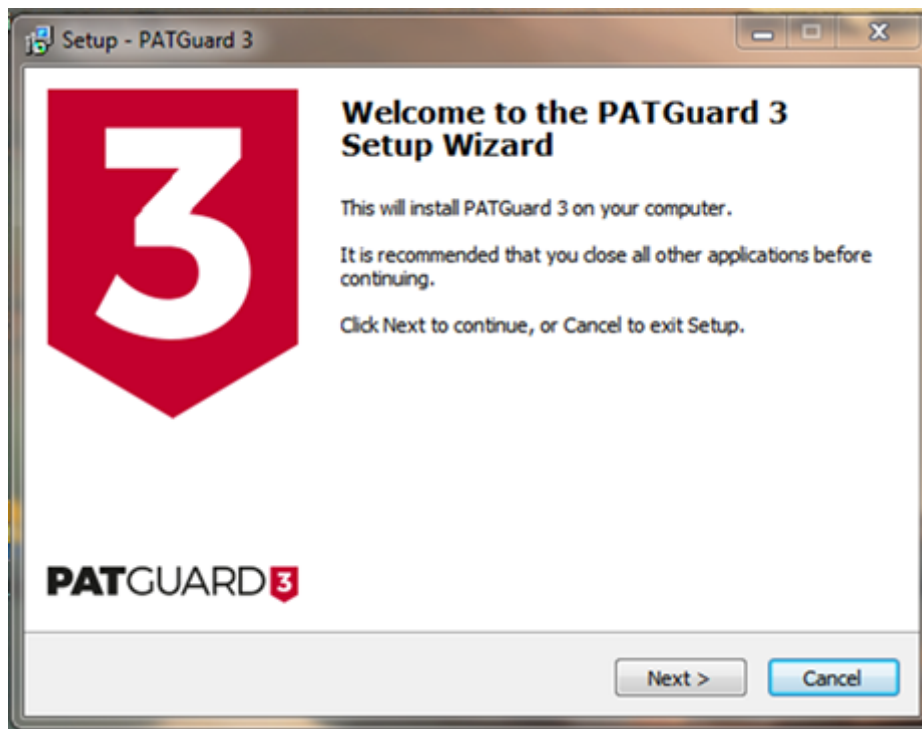 Setup - PATGuard 3
3
Welcome to the PATGuard 3
Setup Wizard
This will install PATGuard 3 on your computer.
It is recommended that you close all other applications before
continuing.
Click Next to continue, or Cancel to exit Setup.
PATGUARD3
Next >
Cancel